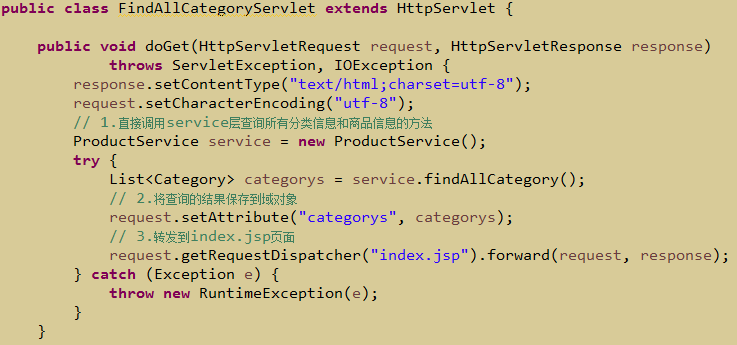 public class FindAllCategoryServlet extends HttpServlet {
public void doGet(HttpServletRequest request, HttpServletResponse response)
throws ServletException, IOException {
response.setContentType("text/html;charset=utf-8");
request.setCharacterEncoding("utf-8");
// 1.直接调用service层查询所有分类信息和商品信息的方法
ProductService service = new ProductService();
try {
List<Category> categorys = service.findAllCategory();
// 2.将查询的结果保存到域对象
request.setAttribute("categorys", categorys);
// 3.转发到index.jsp页面
request.getRequestDispatcher("index.jsp").forward(request, response);
} catch (Exception e) {
throw new RuntimeException(e);
}
}